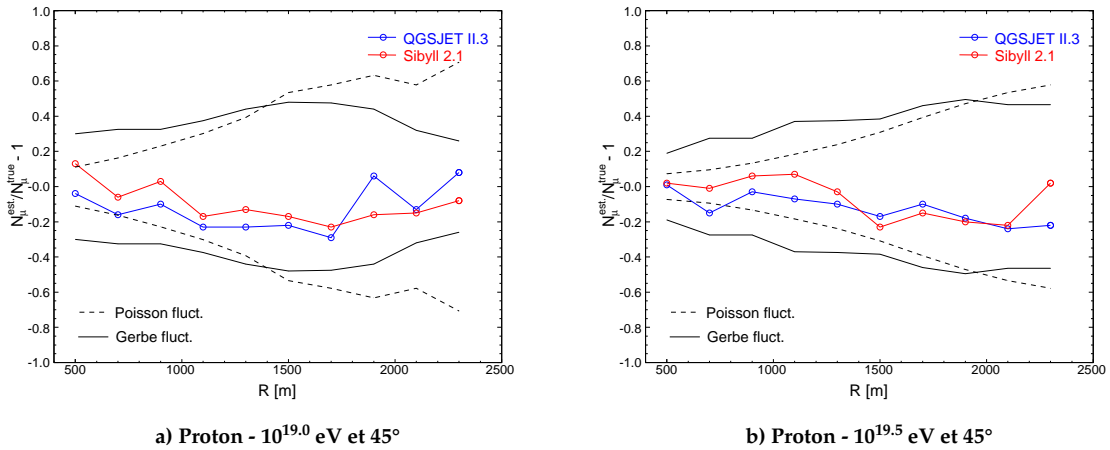 1.0
0.8
0.6
0.4
0.2
-0.0
-0.2
-0.4
-0.6
-0.8
-1.0
N_μ^est./N_μ^true - 1
QGSJET II.3
Sibyll 2.1
Poisson fluct.
Gerbe fluct.
500 1000 1500 2000 2500
R [m]
a) Proton - 10^19.0 eV et 45°
1.0
0.8
0.6
0.4
0.2
-0.0
-0.2
-0.4
-0.6
-0.8
-1.0
N_μ^est./N_μ^true - 1
QGSJET II.3
Sibyll 2.1
Poisson fluct.
Gerbe fluct.
500 1000 1500 2000 2500
R [m]
b) Proton - 10^19.5 eV et 45°